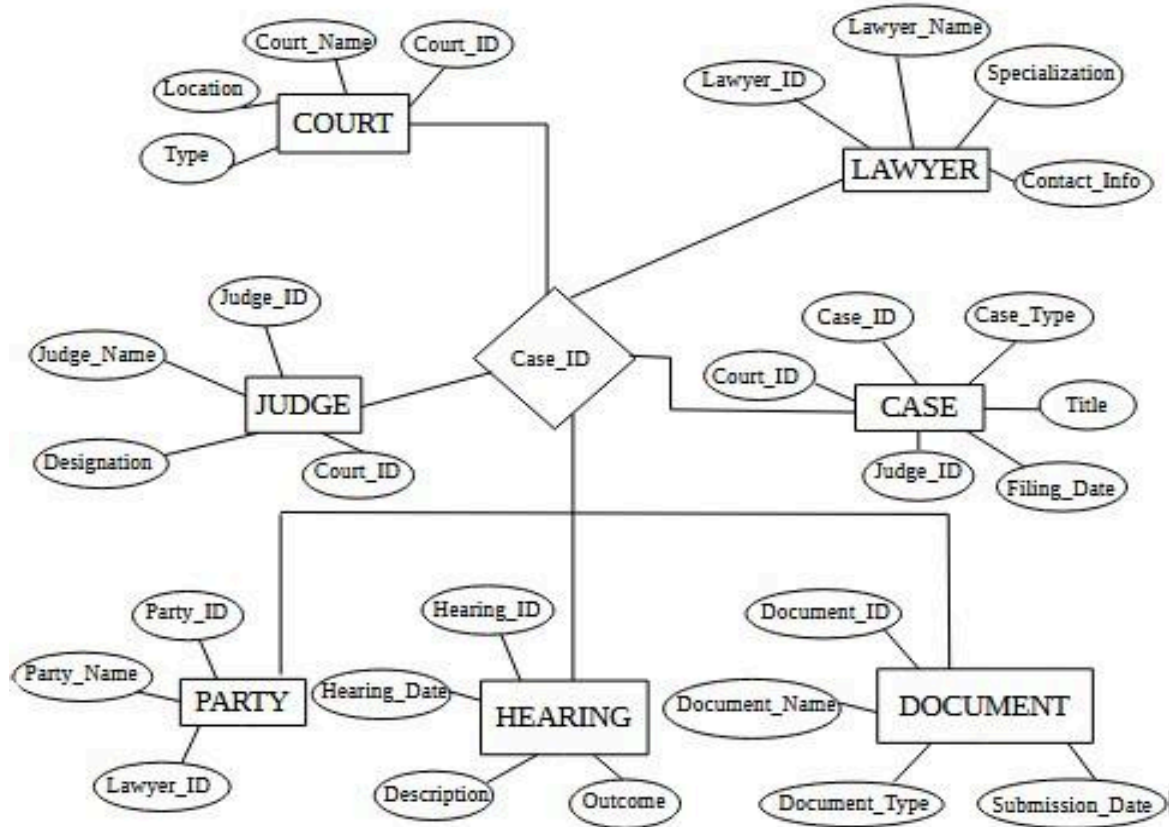 Court_Name
Court_ID
Location
COURT
Type
Lawyer_Name
Lawyer_ID
Specialization
LAWYER
Contact_Info
Judge_ID
Judge_Name
JUDGE
Designation
Court_ID
Case_ID
Case_ID
Case_Type
Court_ID
CASE
Title
Judge_ID
Filing_Date
Party_ID
Party_Name
PARTY
Lawyer_ID
Hearing_ID
Hearing_Date
HEARING
Description
Outcome
Document_ID
Document_Name
DOCUMENT
Document_Type
Submission_Date